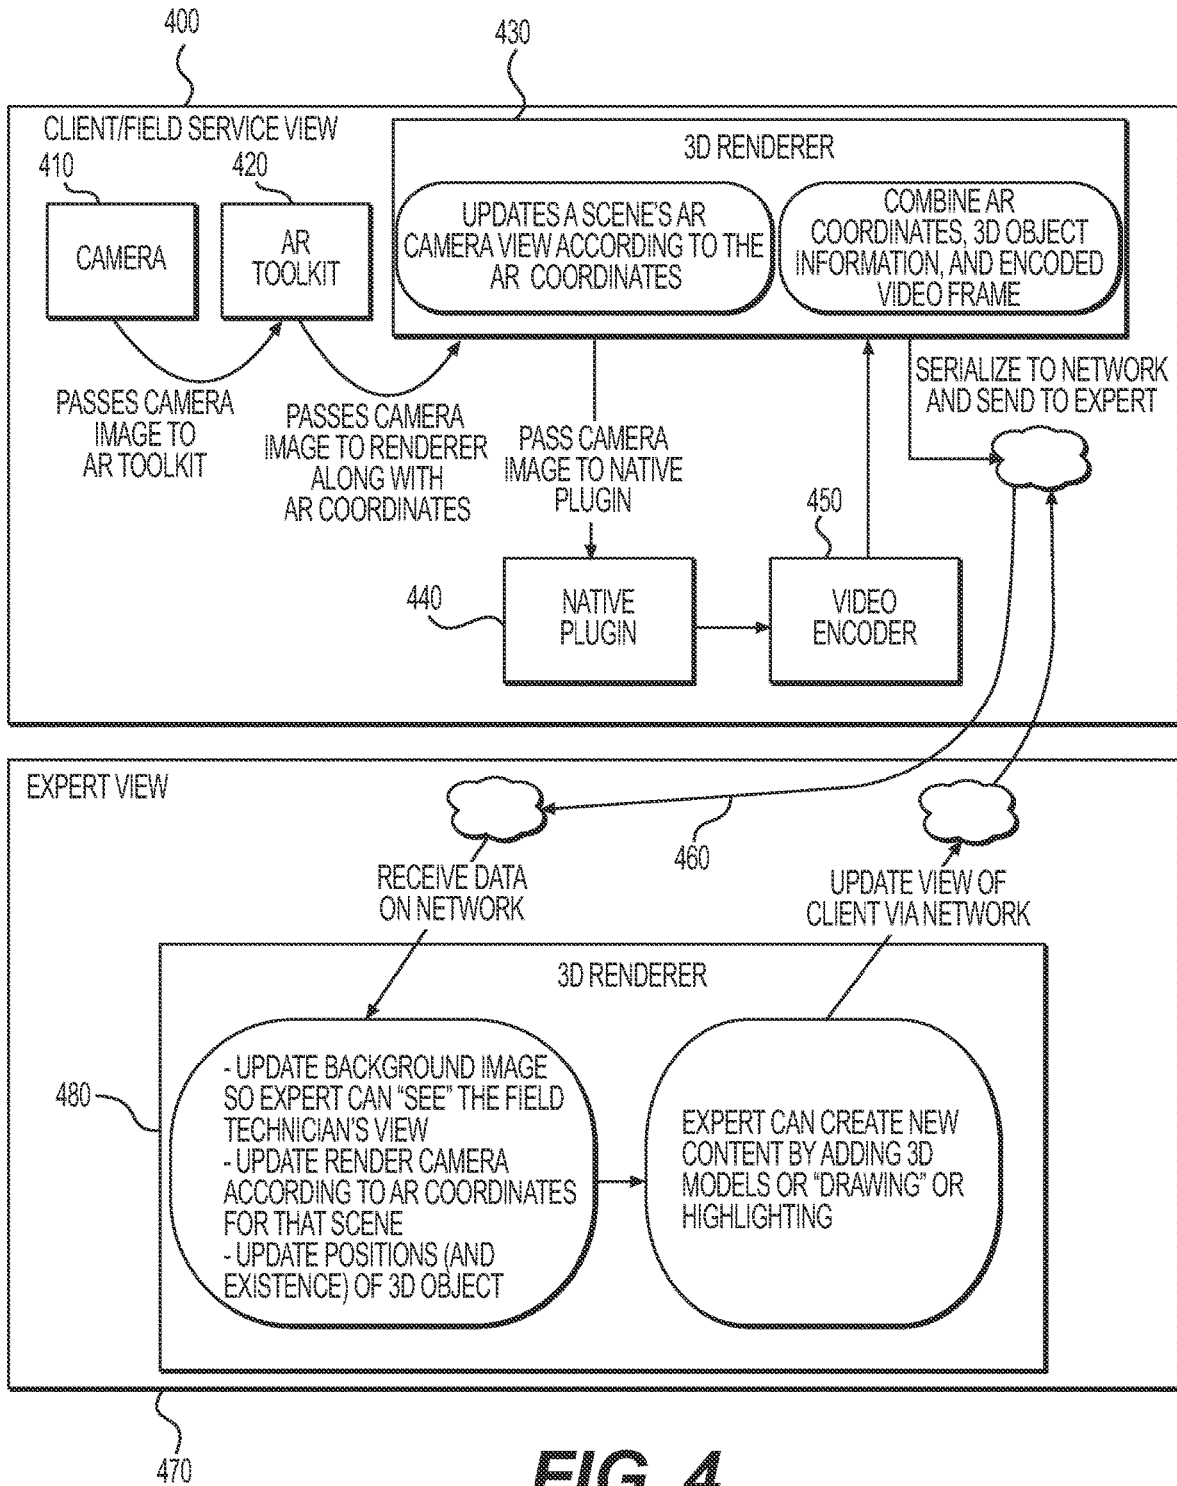 400
430
CLIENT/FIELD SERVICE VIEW
410
420
3D RENDERER
CAMERA
AR
TOOLKIT
UPDATES A SCENE'S AR
CAMERA VIEW ACCORDING TO THE
AR COORDINATES
COMBINE AR
COORDINATES, 3D OBJECT
INFORMATION, AND ENCODED
VIDEO FRAME
PASSES CAMERA
IMAGE TO
AR TOOLKIT
PASSES CAMERA
IMAGE TO RENDERER
ALONG WITH
AR COORDINATES
PASS CAMERA
IMAGE TO NATIVE
PLUGIN
SERIALIZE TO NETWORK
AND SEND TO EXPERT
450
440
NATIVE
PLUGIN
VIDEO
ENCODER
EXPERT VIEW
460
RECEIVE DATA
ON NETWORK
UPDATE VIEW OF
CLIENT VIA NETWORK
3D RENDERER
480
- UPDATE BACKGROUND IMAGE
SO EXPERT CAN "SEE" THE FIELD
TECHNICIAN'S VIEW
- UPDATE RENDER CAMERA
ACCORDING TO AR COORDINATES
FOR THAT SCENE
- UPDATE POSITIONS (AND
EXISTENCE) OF 3D OBJECT
EXPERT CAN CREATE NEW
CONTENT BY ADDING 3D
MODELS OR "DRAWING" OR
HIGHLIGHTING
470
FIG. 4